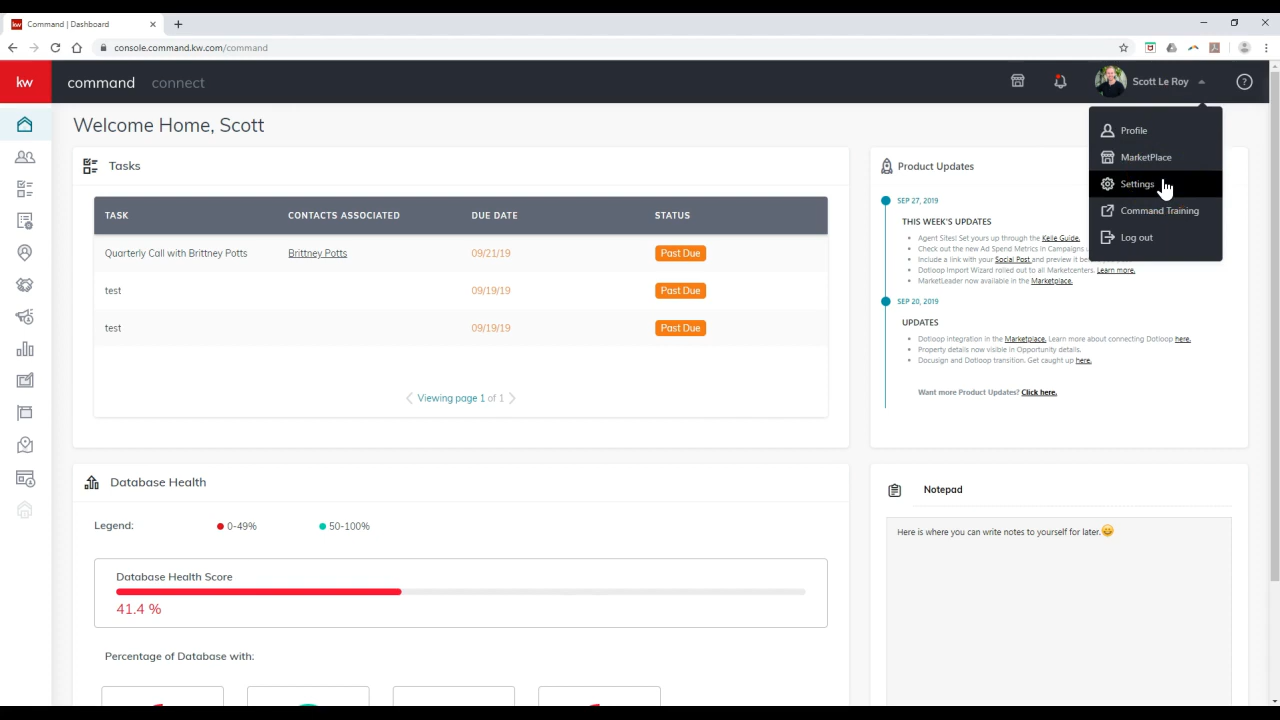 kw Command | Dashboard
console.command.kw.com/command
kw command connect Scott Le Roy ?
Welcome Home, Scott
Profile
MarketPlace
Settings
Command Training
Log out
Tasks
TASK CONTACTS ASSOCIATED DUE DATE STATUS
Quarterly Call with Brittney Potts! Brittney Potts 09/21/19 Past Due
test 09/19/19 Past Due
test 09/19/19 Past Due
Viewing page 1 of 1
Product Updates
SEP 27, 2019
THIS WEEK'S UPDATES
Agent Sites! Set yours up through the Kelle Guide.
Check out the new Ad Spend Metrics in Campaigns
Include a link with your Social Post and preview it
Dotloop Import Wizard rolled out to all Marketcenters. Learn more.
MarketLeader now available in the Marketplace.
SEP 20, 2019
UPDATES
Dotloop integration in the Marketplace. Learn more about connecting Dotloop here.
Property details now visible in Opportunity details.
Docusign and Dotloop transition. Get caught up here.
Want more Product Updates? Click here.
Database Health
Legend: 0-49% 50-100%
Database Health Score
41.4 %
Percentage of Database with:
Notepad
Here is where you can write notes to yourself for later.😄